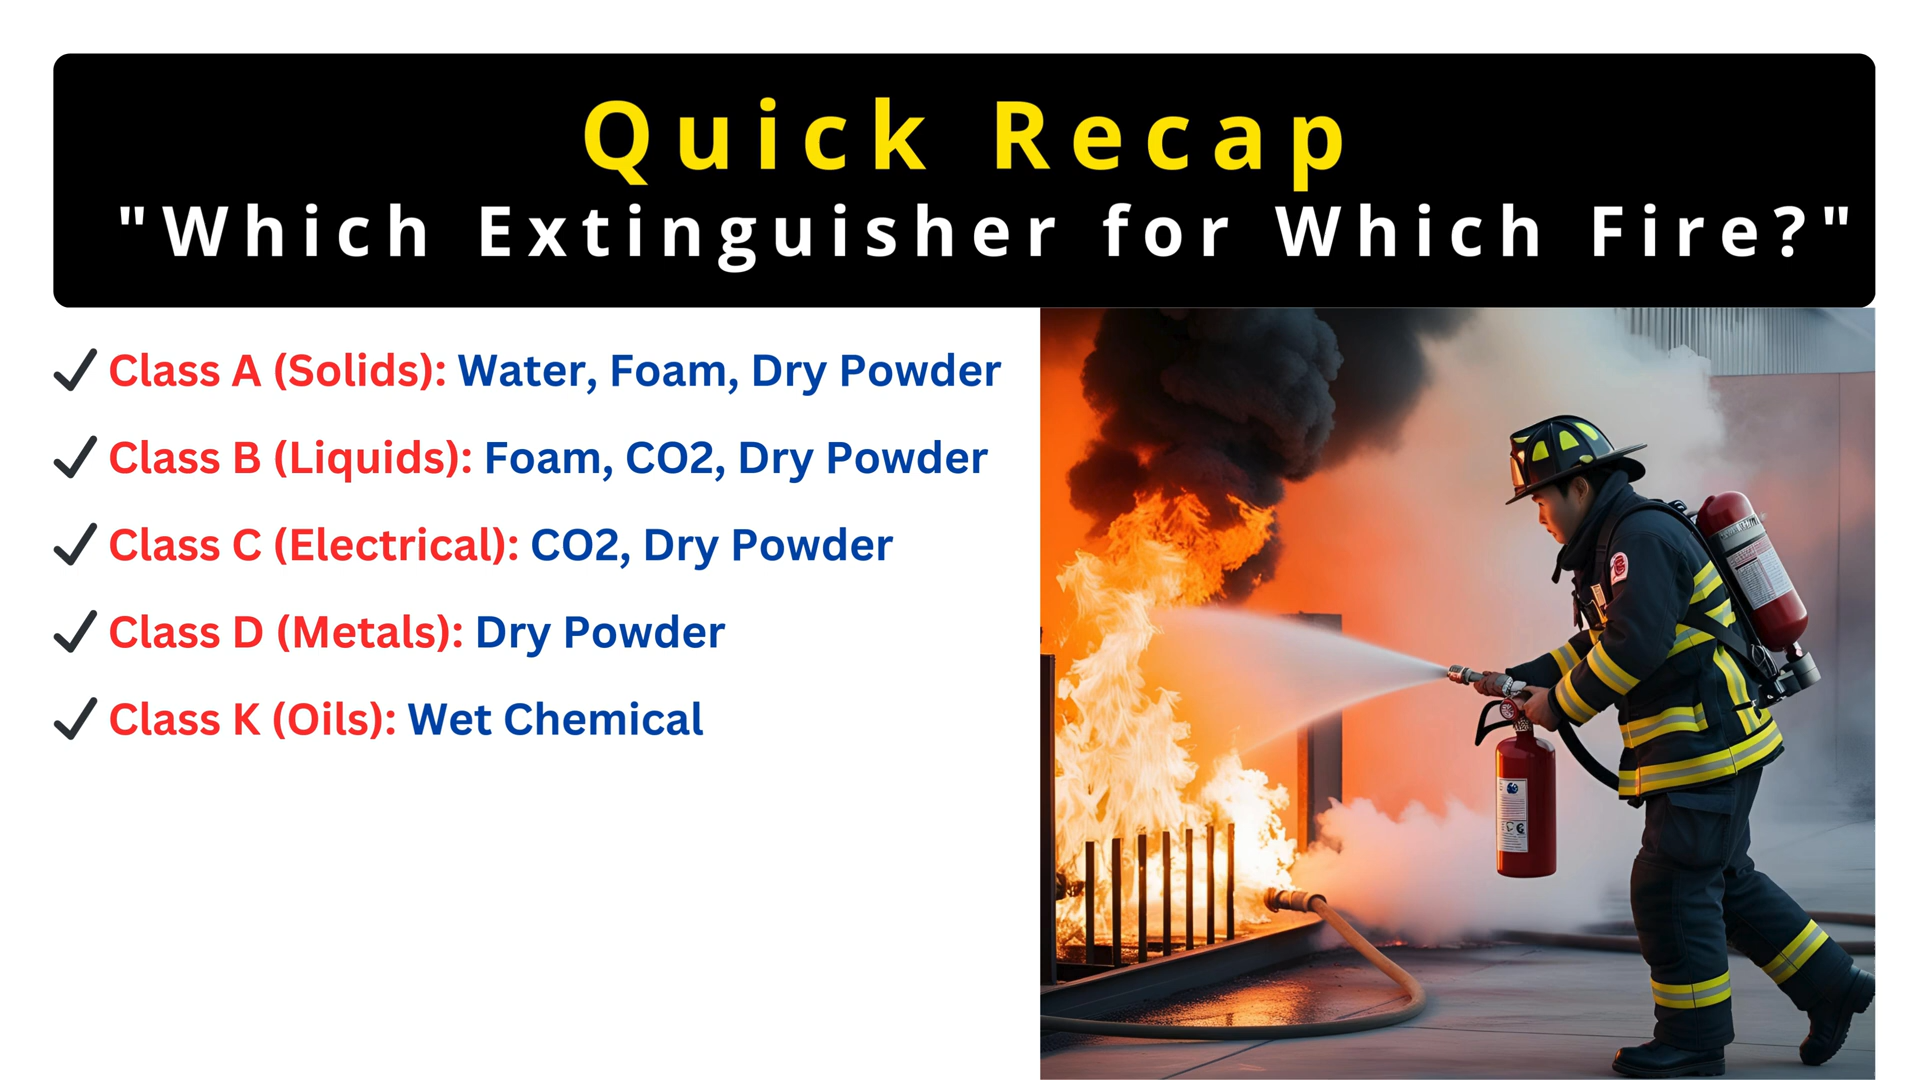 Quick Recap
"Which Extinguisher for Which Fire?"
Class A (Solids): Water, Foam, Dry Powder
Class B (Liquids): Foam, CO2, Dry Powder
Class C (Electrical): CO2, Dry Powder
Class D (Metals): Dry Powder
Class K (Oils): Wet Chemical